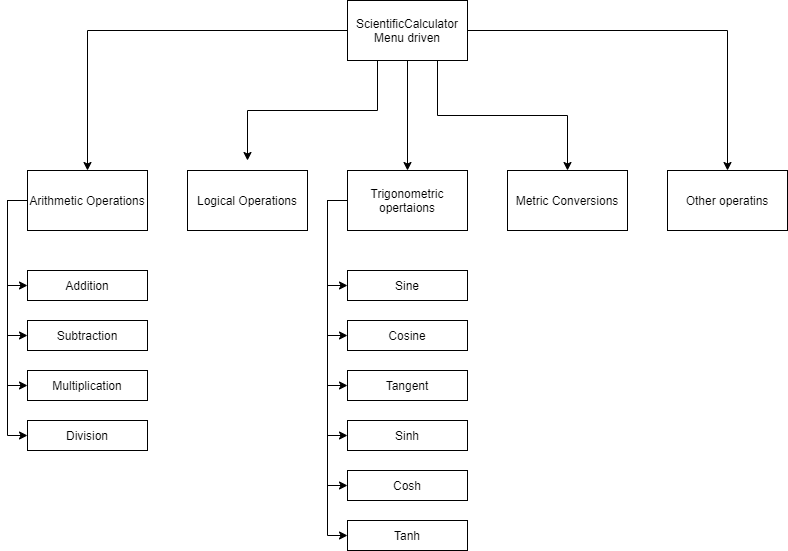 ScientificCalculator
Menu driven
Arithmetic Operations
Logical Operations
Trigonometric
opertaions
Metric Conversions
Other operatins
Addition
Subtraction
Multiplication
Division
Sine
Cosine
Tangent
Sinh
Cosh
Tanh